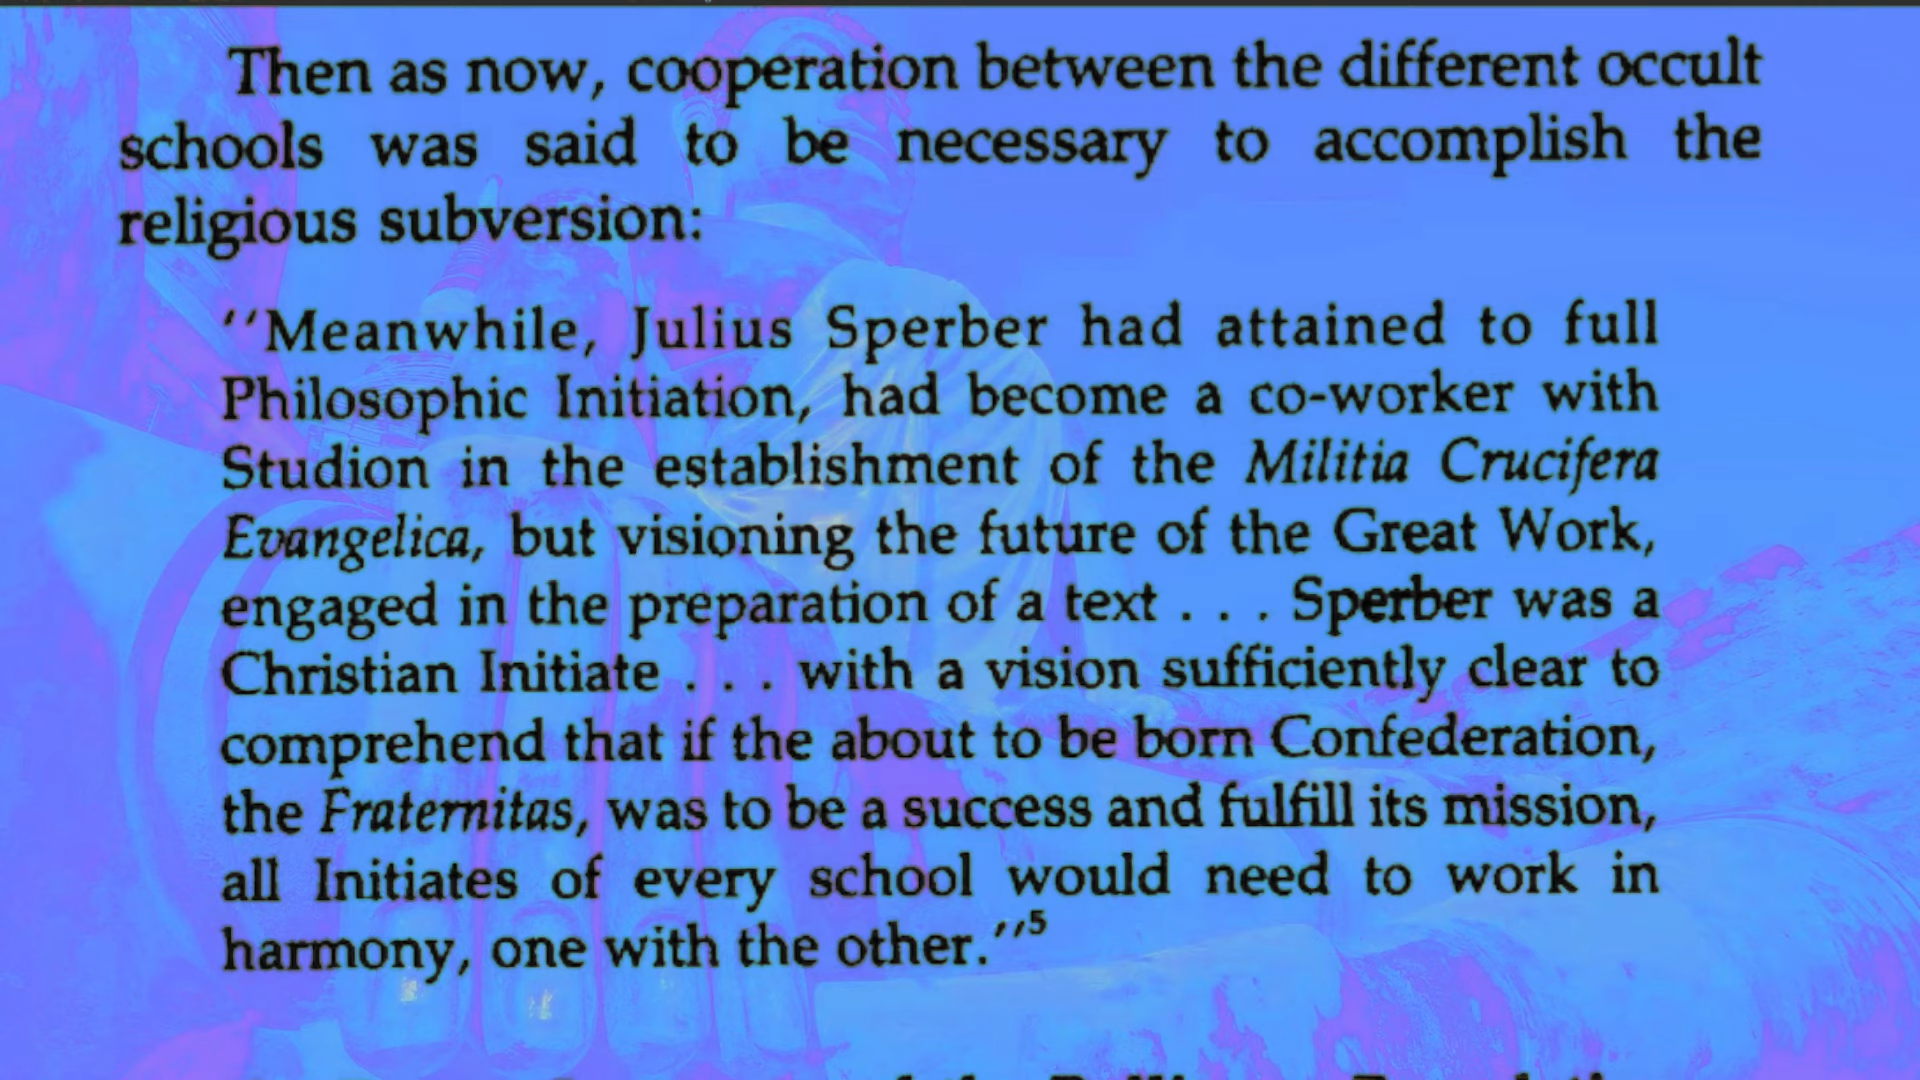 Then as now, cooperation between the different occult
schools was said to be necessary to accomplish the
religious subversion:
‘‘Meanwhile, Julius Sperber had attained to full
Philosophic Initiation, had become a co-worker with
Studion in the establishment of the Militia Crucifera
Evangelica, but visioning the future of the Great Work,
engaged in the preparation of a text . . . Sperber was a
Christian Initiate . . . with a vision sufficiently clear to
comprehend that if the about to be born Confederation,
the Fraternitas, was to be a success and fulfill its mission,
all Initiates of every school would need to work in
harmony, one with the other.’’5